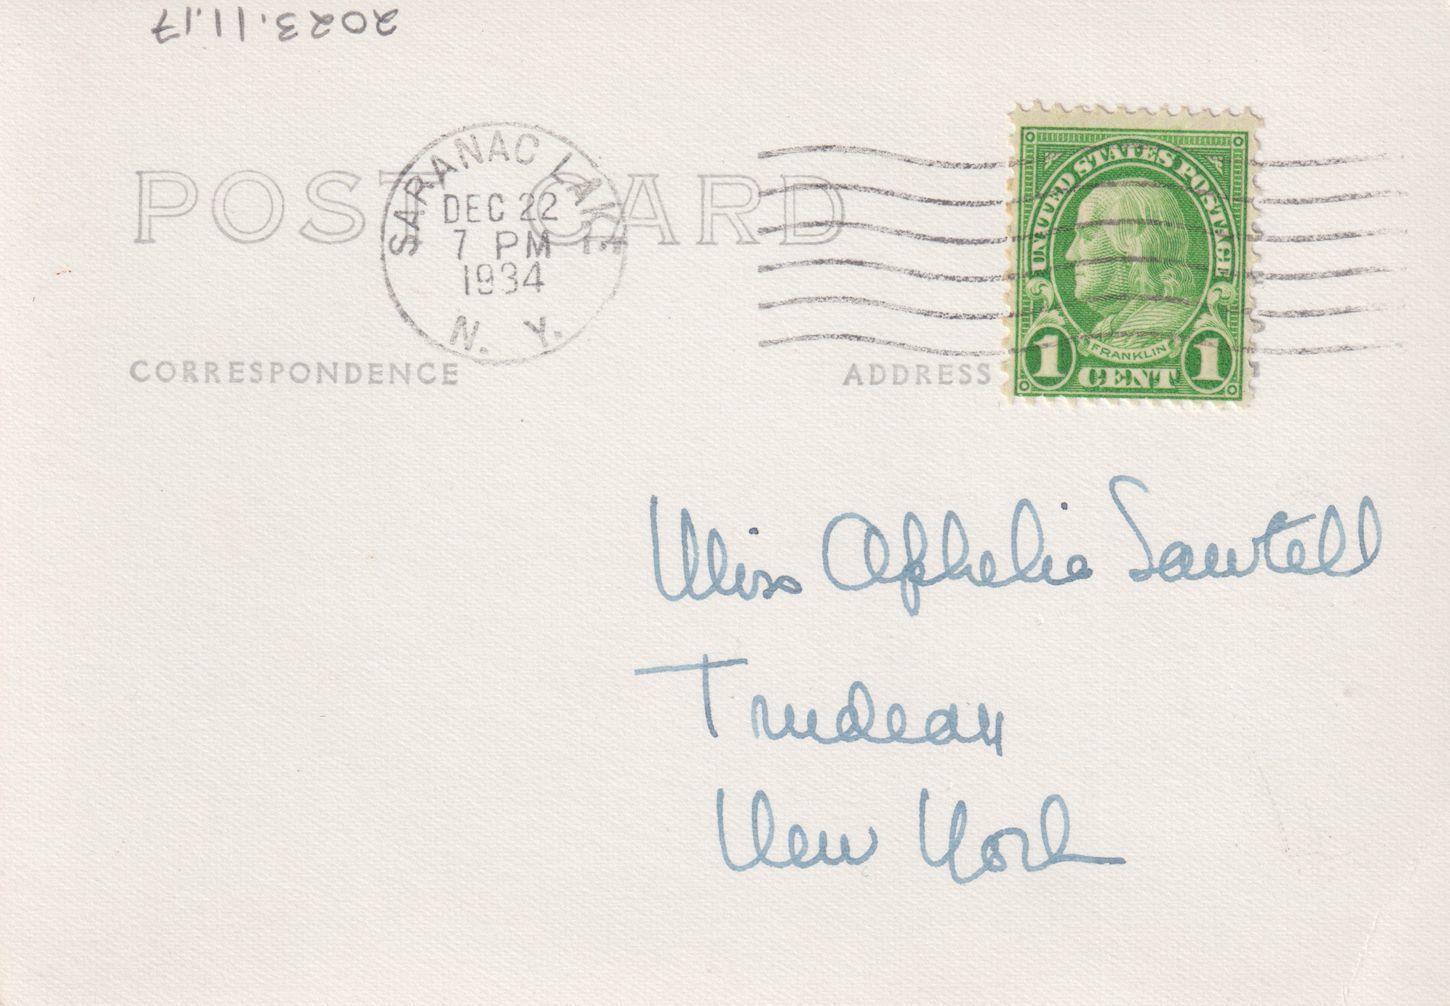 2023.11.17
POST CARD
SARANAC LAKE
DEC 22
7 PM
1934
N. Y.
UNITED STATES POSTAGE
FRANKLIN
1 CENT 1
CORRESPONDENCE
ADDRESS
Miss Ophelia Sawtell
Trudeau
New York